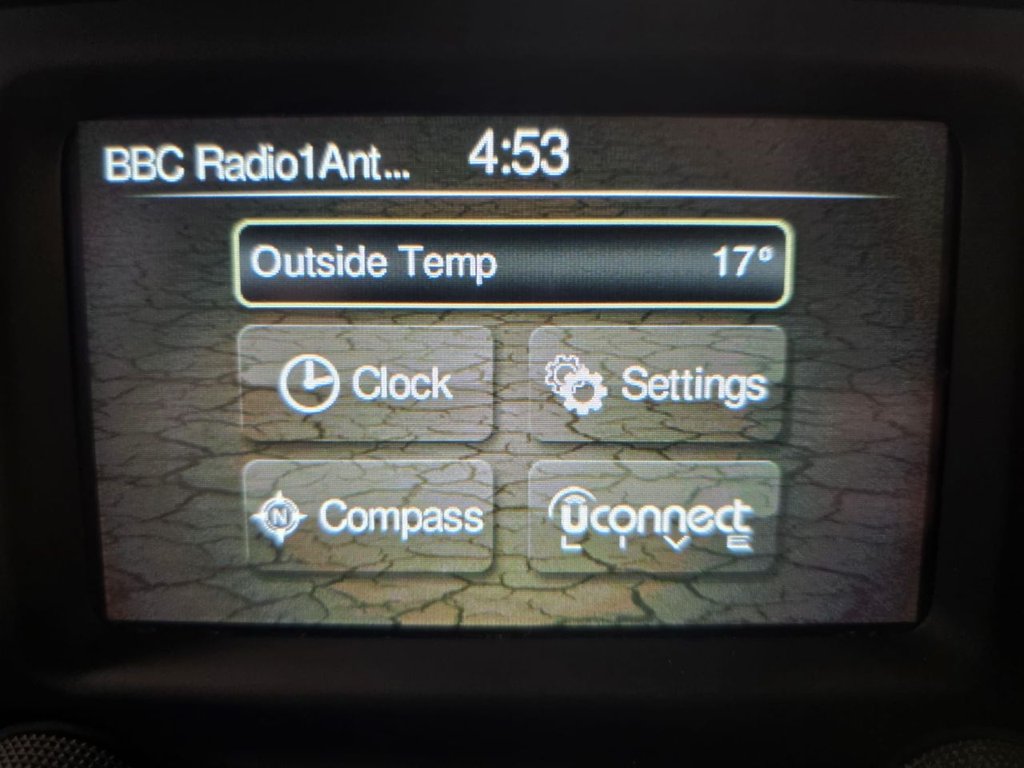 BBC Radio1Ant... 4:53
Outside Temp 17°
Clock Settings
N Compass uconnect
LIVE